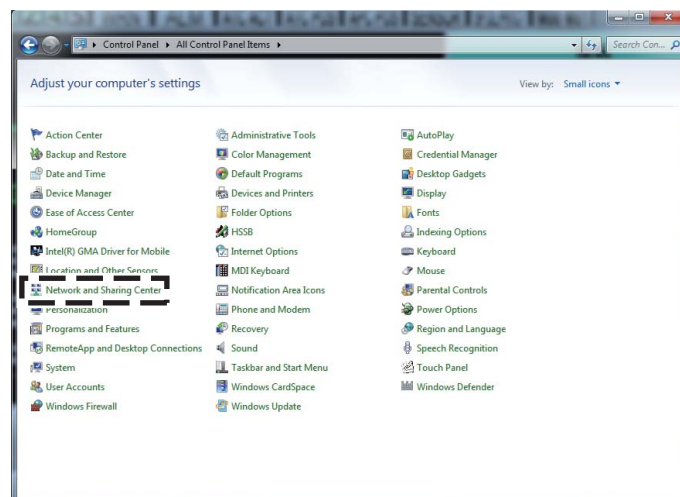 Control Panel ▸ All Control Panel Items ▸
Search Con...
Adjust your computer's settings
View by: Small icons
Action Center
Administrative Tools
AutoPlay
Backup and Restore
Color Management
Credential Manager
Date and Time
Default Programs
Desktop Gadgets
Device Manager
Devices and Printers
Display
Ease of Access Center
Folder Options
Fonts
HomeGroup
HSSB
Indexing Options
Intel(R) GMA Driver for Mobile
Internet Options
Keyboard
Location and Other Sensors
MDI Keyboard
Mouse
Network and Sharing Center
Notification Area Icons
Parental Controls
Personalization
Phone and Modem
Power Options
Programs and Features
Recovery
Region and Language
RemoteApp and Desktop Connections
Sound
Speech Recognition
System
Taskbar and Start Menu
Touch Panel
User Accounts
Windows CardSpace
Windows Defender
Windows Firewall
Windows Update